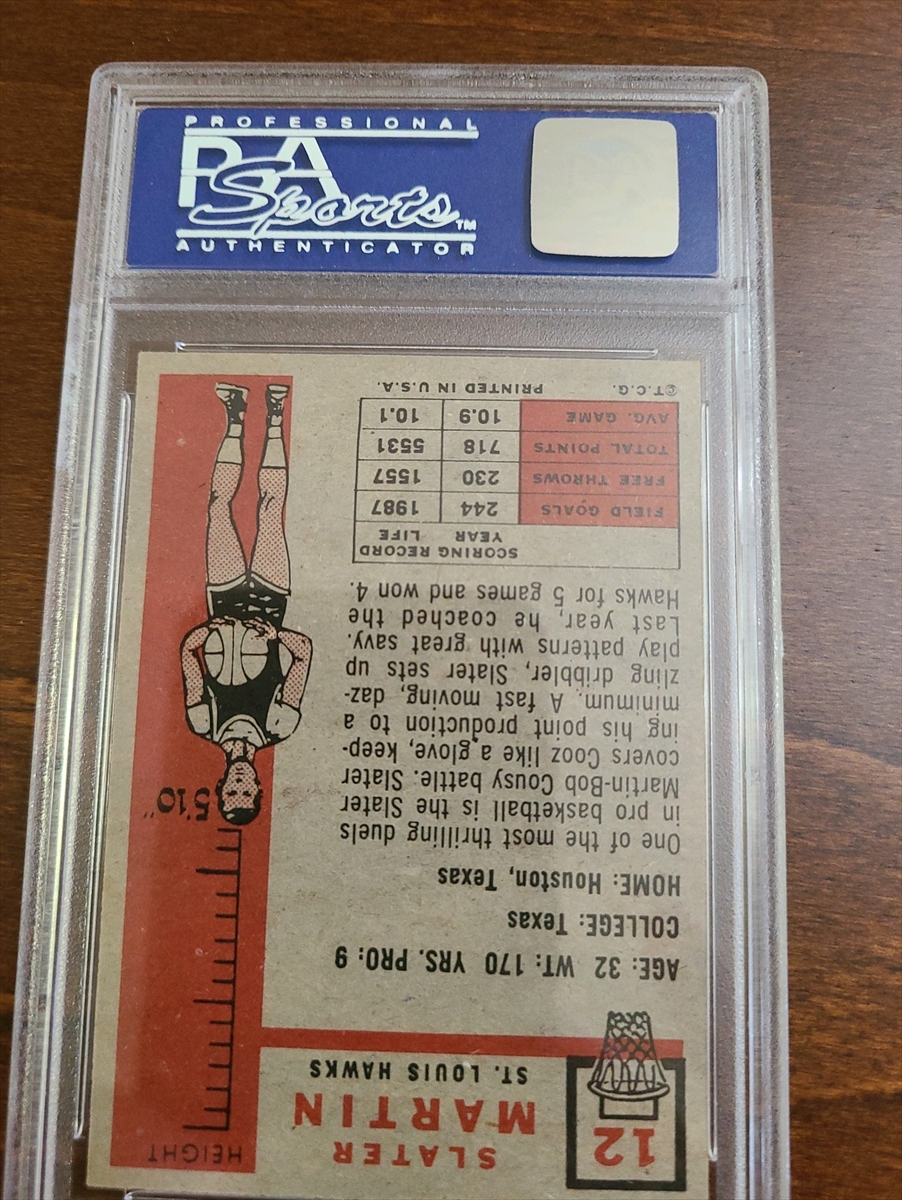 PROFESSIONAL
PSA
Sports™
AUTHENTICATOR
12
SLATER
MARTIN
ST. LOUIS HAWKS
HEIGHT
5'10"
AGE: 32 WT: 170 YRS. PRO: 9
COLLEGE: Texas
HOME: Houston, Texas
One of the most thrilling duels
in pro basketball is the Slater
Martin-Bob Cousy battle. Slater
covers Cooz like a glove, keep-
ing his point production to a
minimum. A fast moving, daz-
zling dribbler, Slater sets up
play patterns with great savy.
Last year, he coached the
Hawks for 5 games and won 4.
SCORING RECORD YEAR LIFE
FIELD GOALS 244 1987
FREE THROWS 230 1557
TOTAL POINTS 718 5531
AVG. GAME 10.9 10.1
©T.C.G. PRINTED IN U.S.A.